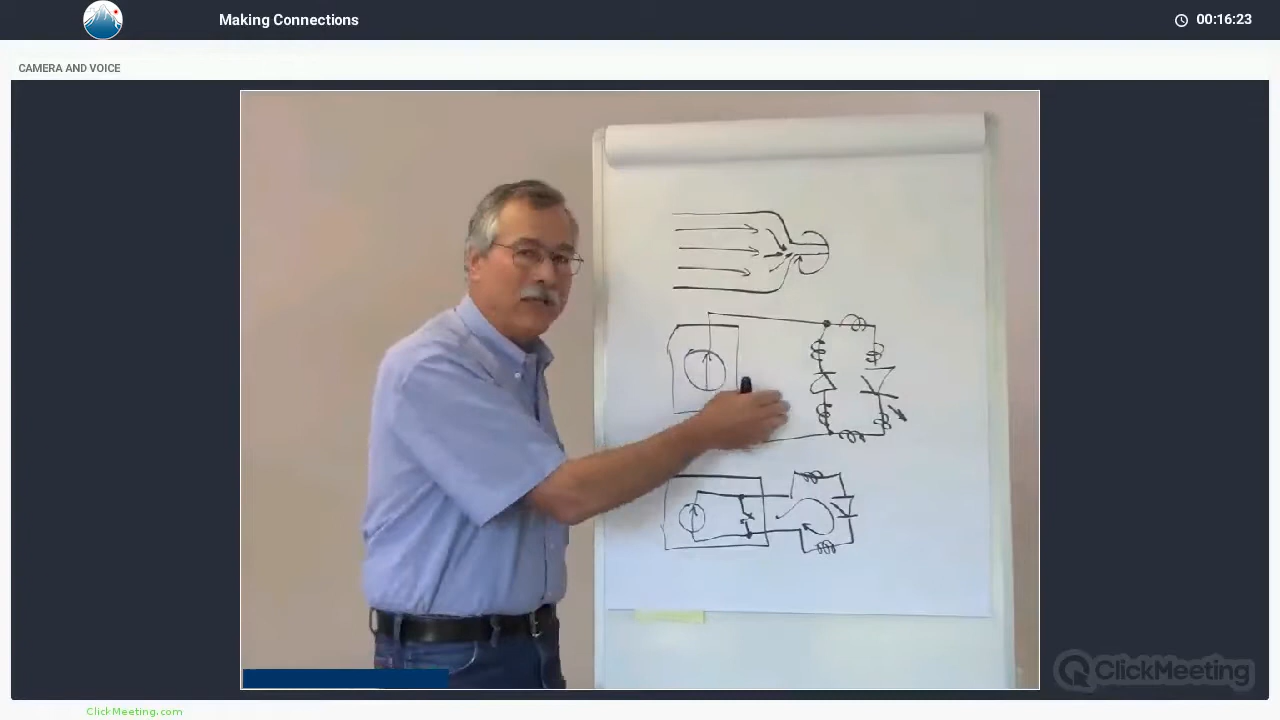 Making Connections
00:16:23
CAMERA AND VOICE
ClickMeeting
ClickMeeting.com